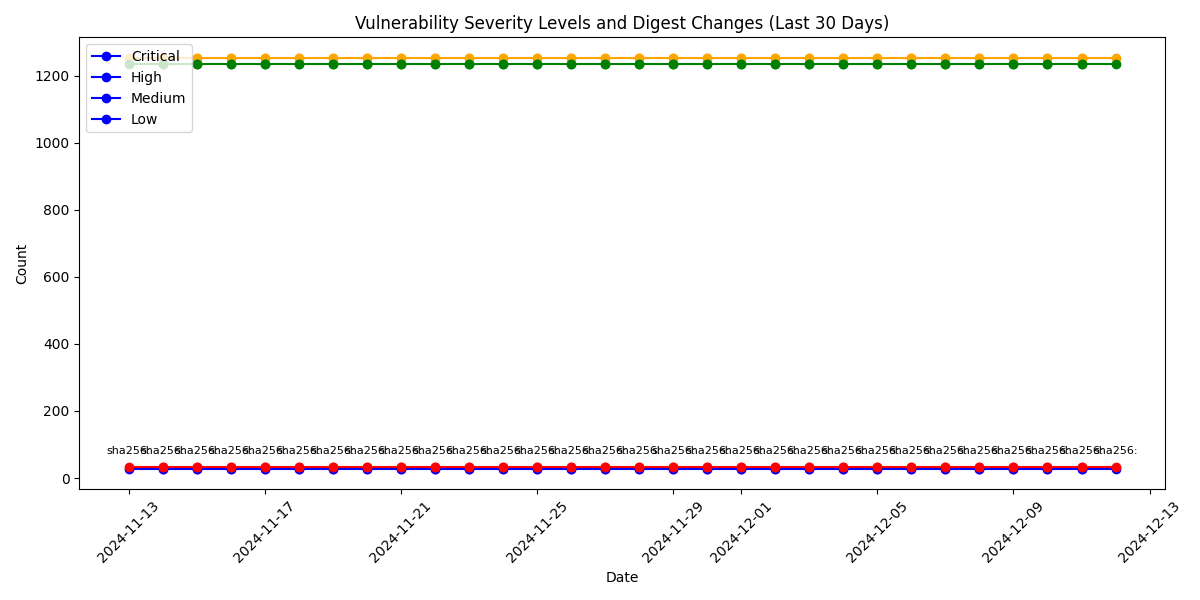 Vulnerability Severity Levels and Digest Changes (Last 30 Days)
Critical
High
Medium
Low
1200
1000
800
600
400
200
0
Count
sha256: sha256: sha256: sha256: sha256: sha256: sha256: sha256: sha256: sha256: sha256: sha256: sha256: sha256: sha256: sha256: sha256: sha256: sha256: sha256: sha256: sha256: sha256: sha256: sha256: sha256: sha256: sha256: sha256: sha256:
2024-11-13
2024-11-17
2024-11-21
2024-11-25
2024-11-29
2024-12-01
2024-12-05
2024-12-09
2024-12-13
Date